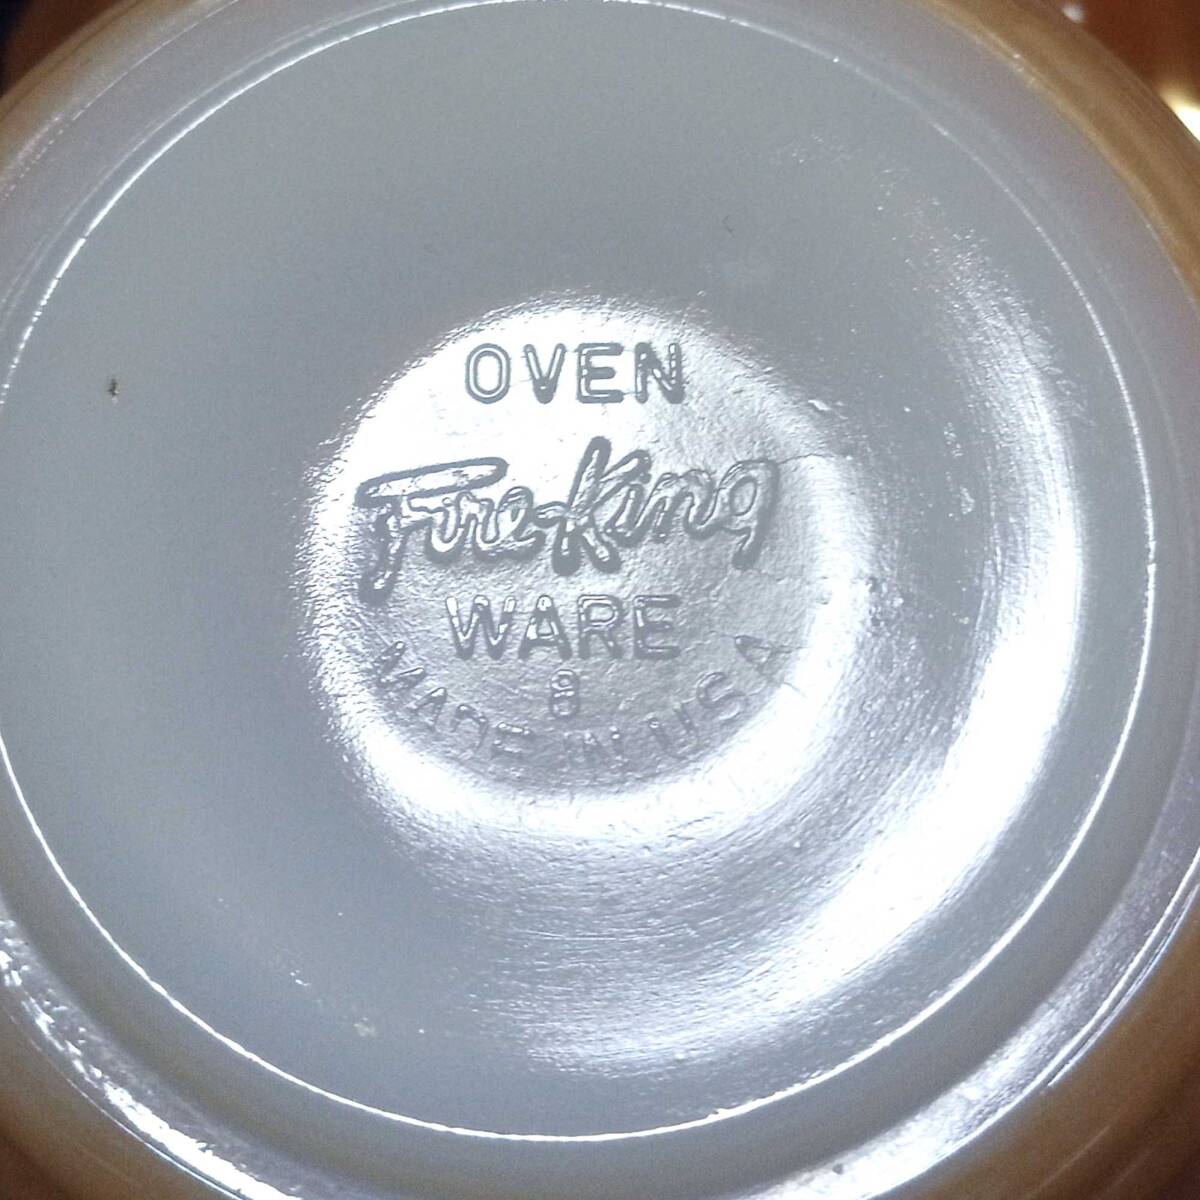 OVEN
Fire-King
WARE
8
MADE IN USA